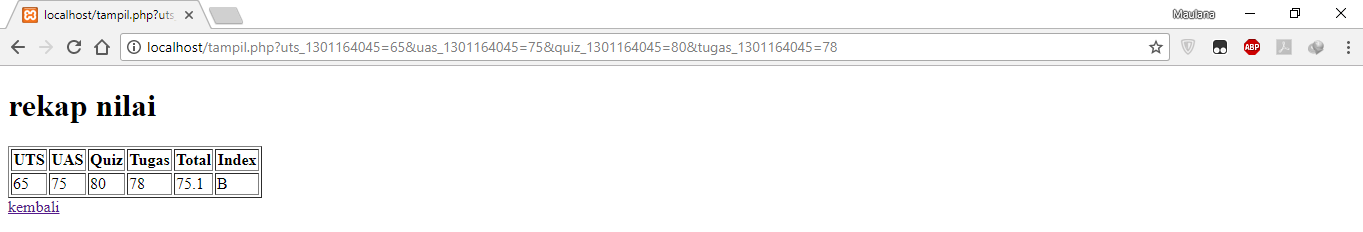 localhost/tampil.php?uts
Maulana
localhost/tampil.php?uts_1301164045=65&uas_1301164045=75&quiz_1301164045=80&tugas_1301164045=78
ABP
rekap nilai
UTS UAS Quiz Tugas Total Index
65 75 80 78 75.1 B
kembali